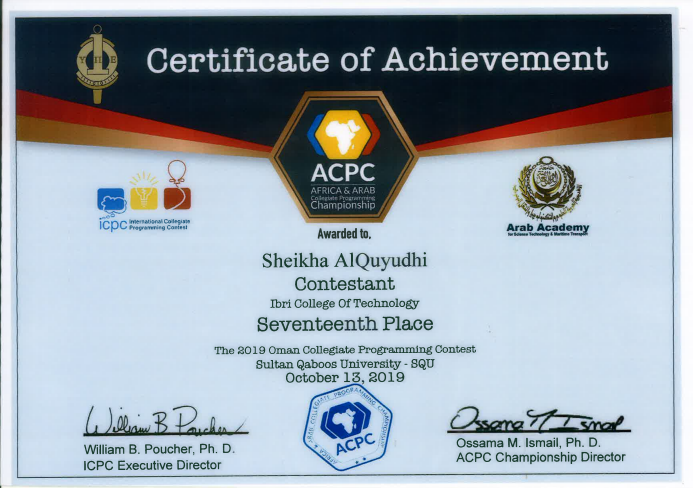 ΥΠΕ
Certificate of Achievement
ACPC
AFRICA & ARAB
Collegiate Programming
Championship
icpc International Collegiate
Programming Contest
Arab Academy
for Science Technology & Maritime Transport
Awarded to,
Sheikha AlQuyudhi
Contestant
Ibri College Of Technology
Seventeenth Place
The 2019 Oman Collegiate Programming Contest
Sultan Qaboos University - SQU
October 13, 2019
AFRICA & ARAB COLLEGIATE PROGRAMMING CHAMPIONSHIP
ACPC
William B Poucher
William B. Poucher, Ph. D.
ICPC Executive Director
Ossama M Ismail
Ossama M. Ismail, Ph. D.
ACPC Championship Director